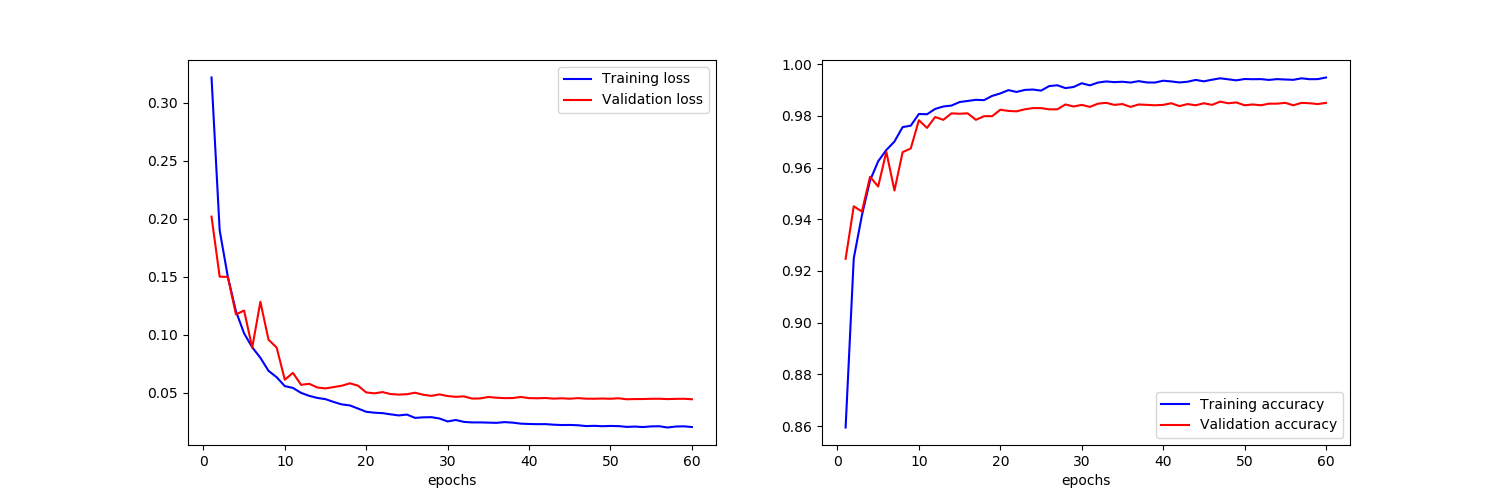 Training loss
Validation loss
0.30
0.25
0.20
0.15
0.10
0.05
0 10 20 30 40 50 60
epochs
1.00
0.98
0.96
0.94
0.92
0.90
0.88
0.86
Training accuracy
Validation accuracy
0 10 20 30 40 50 60
epochs